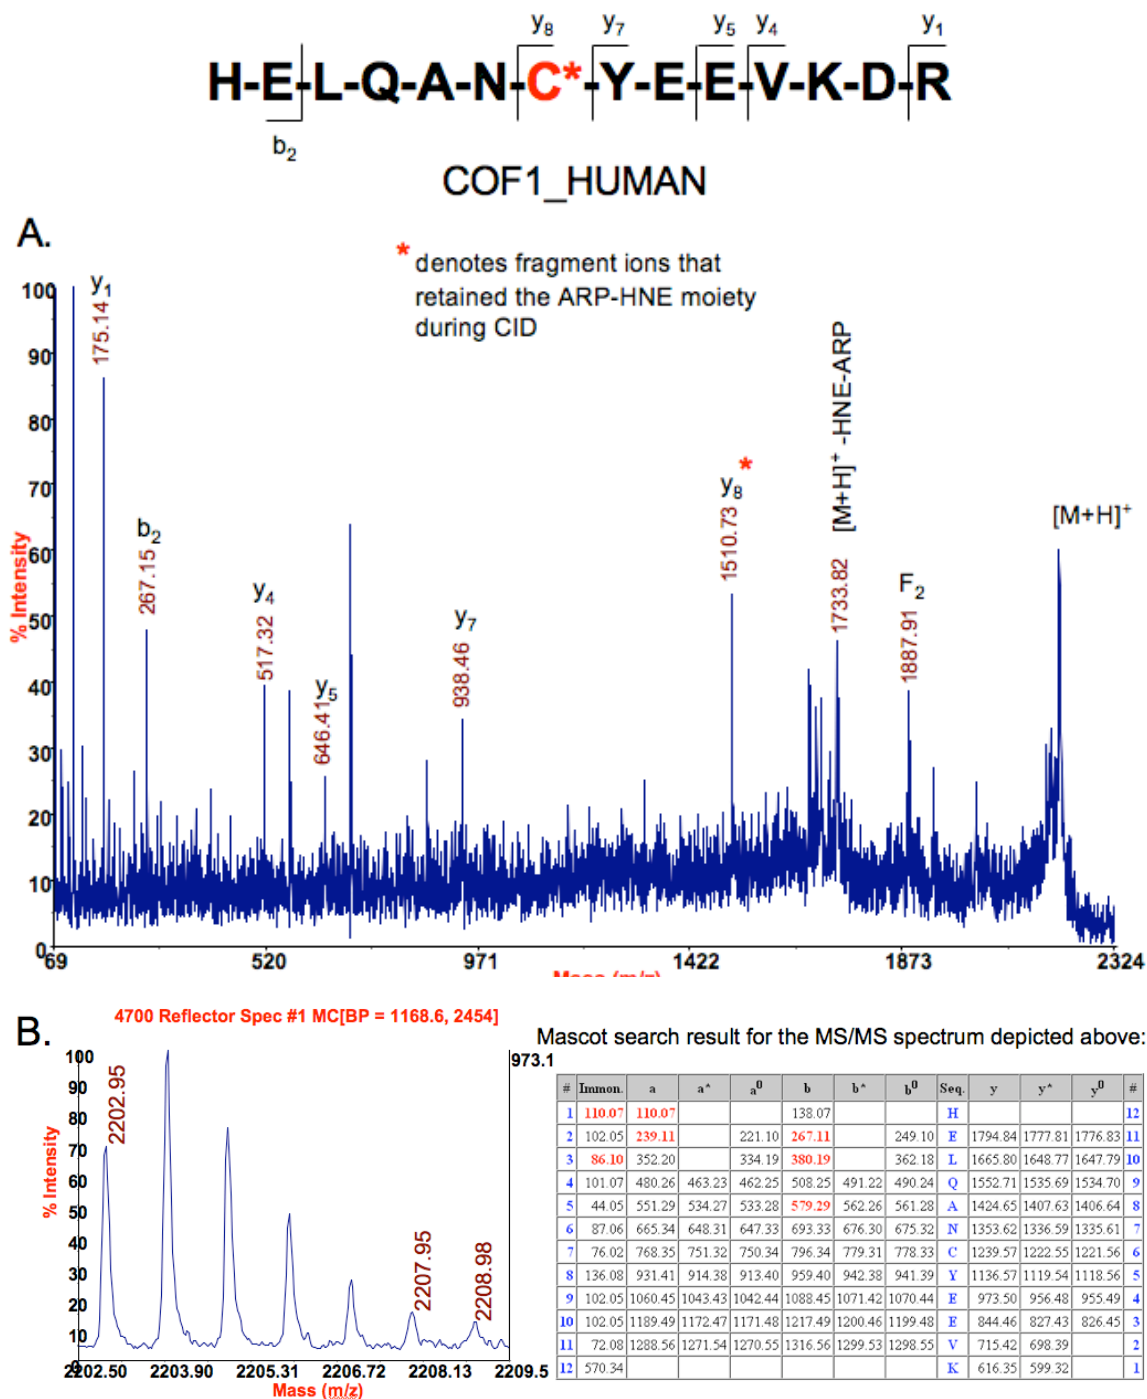 y8 y7 y5 y4 y1
H-E-L-Q-A-N-C*-Y-E-E-V-K-D-R
b2
COF1_HUMAN
A.
* denotes fragment ions that
retained the ARP-HNE moiety
during CID
% Intensity
100
90
80
70
60
50
40
30
20
10
0
y1
175.14
b2
267.15
y4
517.32
y5
646.41
y7
938.46
y8*
1510.73
[M+H]+ -HNE-ARP
1733.82
F2
1887.91
[M+H]+
69 520 971 1422 1873 2324
Mass (m/z)
B.
4700 Reflector Spec #1 MC[BP = 1168.6, 2454]
973.1
% Intensity
100
90
80
70
60
50
40
30
20
10
0
2202.95
2207.95
2208.98
2202.50 2203.90 2205.31 2206.72 2208.13 2209.5
Mass (m/z)
Mascot search result for the MS/MS spectrum depicted above:
# Immon. a a* a0 b b* b0 Seq. y y* y0 #
1 110.07 110.07 138.07 H 12
2 102.05 239.11 221.10 267.11 249.10 E 1794.84 1777.81 1776.83 11
3 86.10 352.20 334.19 380.19 362.18 L 1665.80 1648.77 1647.79 10
4 101.07 480.26 463.23 462.25 508.25 491.22 490.24 Q 1552.71 1535.69 1534.70 9
5 44.05 551.29 534.27 533.28 579.29 562.26 561.28 A 1424.65 1407.63 1406.64 8
6 87.06 665.34 648.31 647.33 693.33 676.30 675.32 N 1353.62 1336.59 1335.61 7
7 76.02 768.35 751.32 750.34 796.34 779.31 778.33 C 1239.57 1222.55 1221.56 6
8 136.08 931.41 914.38 913.40 959.40 942.38 941.39 Y 1136.57 1119.54 1118.56 5
9 102.05 1060.45 1043.43 1042.44 1088.45 1071.42 1070.44 E 973.50 956.48 955.49 4
10 102.05 1189.49 1172.47 1171.48 1217.49 1200.46 1199.48 E 844.46 827.43 826.45 3
11 72.08 1288.56 1271.54 1270.55 1316.56 1299.53 1298.55 V 715.42 698.39 2
12 570.34 K 616.35 599.32 1